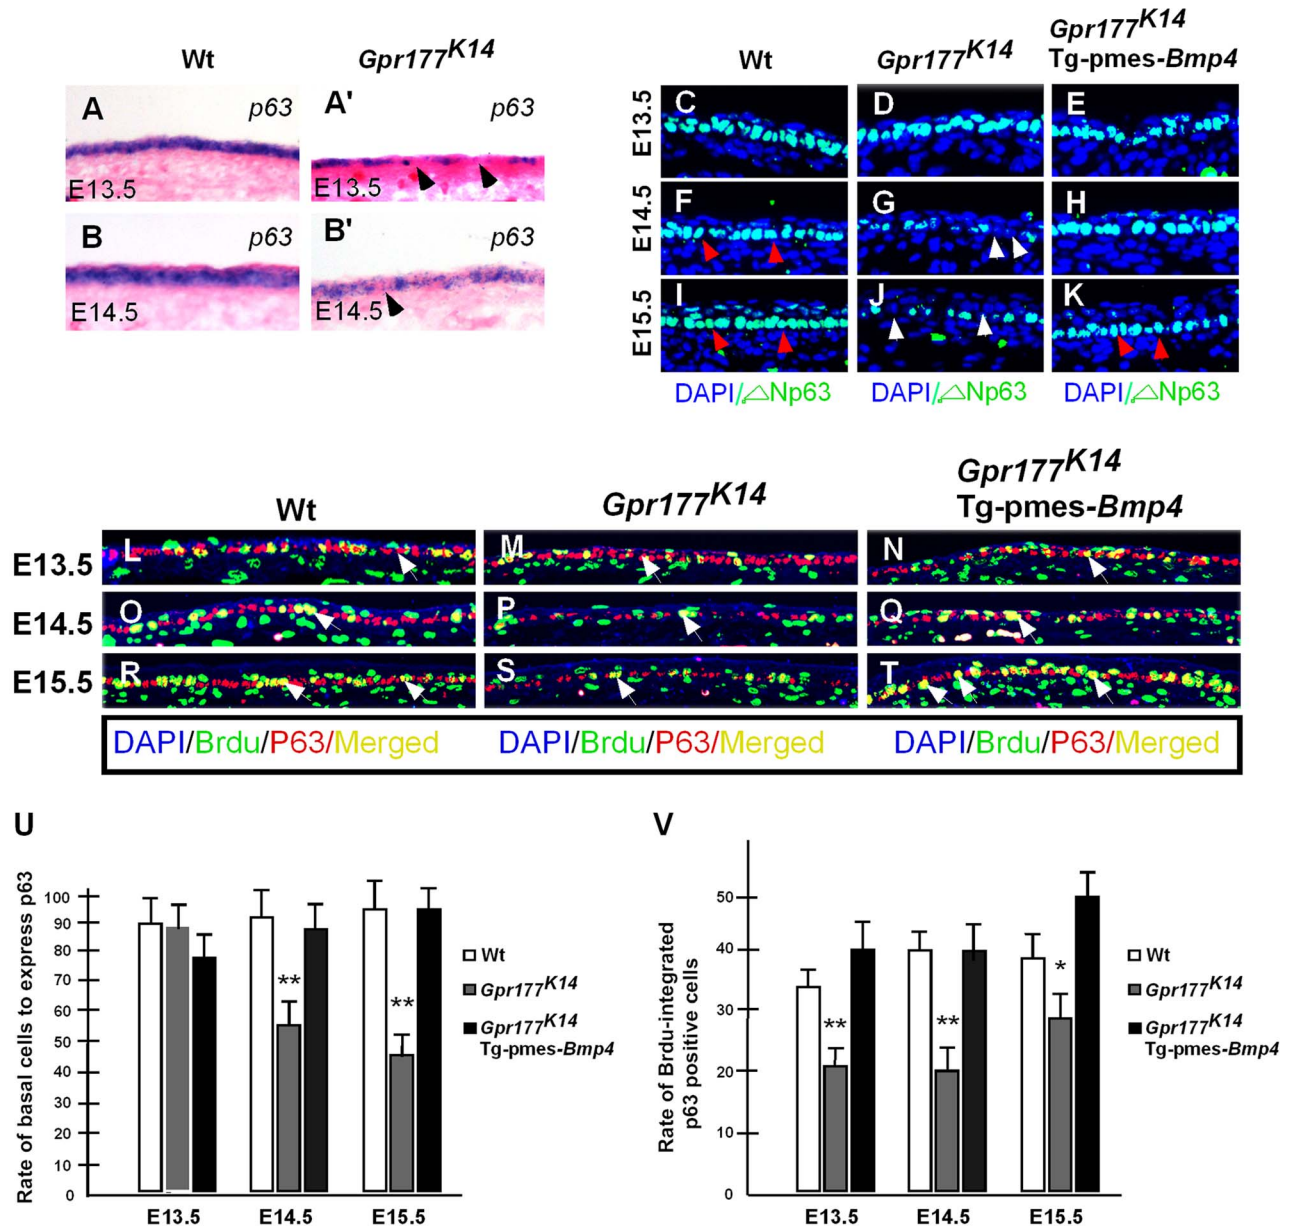 Wt
Gpr177K14
A
p63
E13.5
A'
p63
E13.5
B
p63
E14.5
B'
p63
E14.5
Wt
Gpr177K14
Gpr177K14
Tg-pmes-Bmp4
E13.5
C
D
E
E14.5
F
G
H
E15.5
I
J
K
DAPI/△Np63
DAPI/△Np63
DAPI/△Np63
Wt
Gpr177K14
Gpr177K14
Tg-pmes-Bmp4
E13.5
L
M
N
E14.5
O
P
Q
E15.5
R
S
T
DAPI/Brdu/P63/Merged
DAPI/Brdu/P63/Merged
DAPI/Brdu/P63/Merged
U
Rate of basal cells to express p63
100
90
80
70
60
50
40
30
20
10
0
**
**
E13.5
E14.5
E15.5
Wt
Gpr177K14
Gpr177K14
Tg-pmes-Bmp4
V
Rate of Brdu-integrated
p63 positive cells
50
40
30
20
10
0
**
**
*
E13.5
E14.5
E15.5
Wt
Gpr177K14
Gpr177K14
Tg-pmes-Bmp4